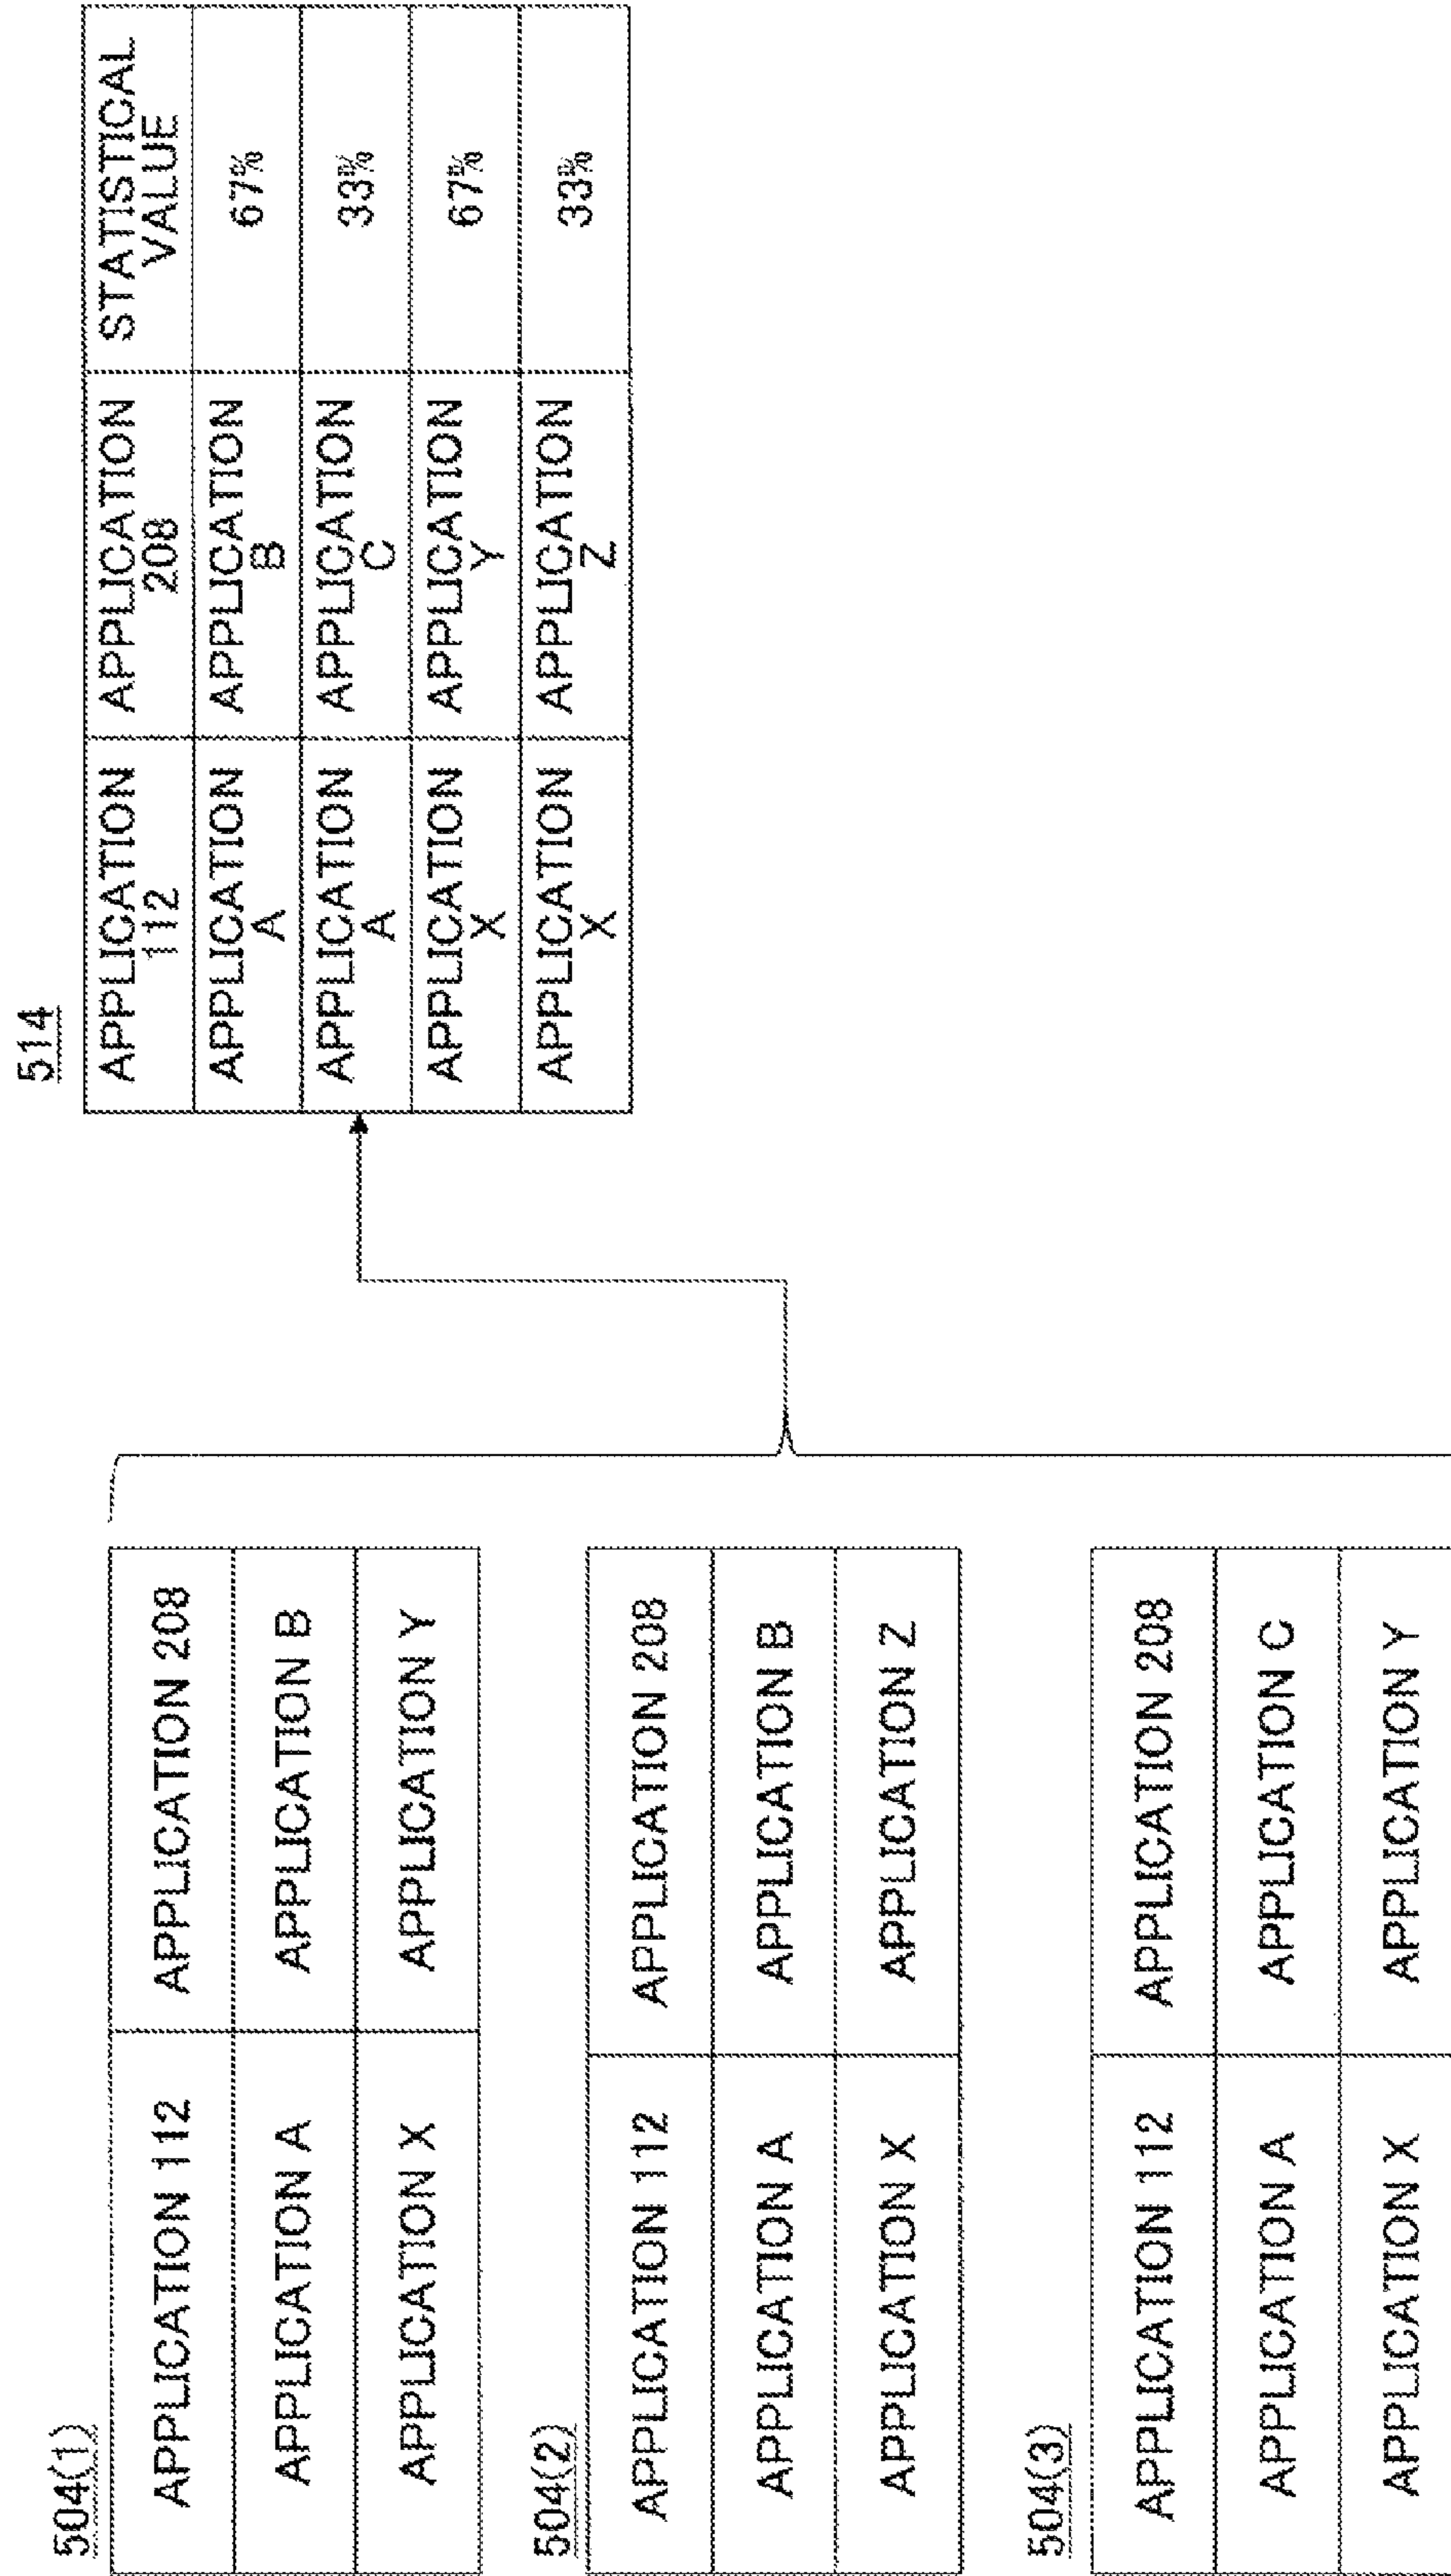 504(1)
APPLICATION 112 APPLICATION 208
APPLICATION A APPLICATION B
APPLICATION X APPLICATION Y
504(2)
APPLICATION 112 APPLICATION 208
APPLICATION A APPLICATION B
APPLICATION X APPLICATION Z
504(3)
APPLICATION 112 APPLICATION 208
APPLICATION A APPLICATION C
APPLICATION X APPLICATION Y
514
APPLICATION APPLICATION STATISTICAL
112 208 VALUE
APPLICATION APPLICATION 67%
A B
APPLICATION APPLICATION 33%
A C
APPLICATION APPLICATION 67%
X Y
APPLICATION APPLICATION 33%
X Z